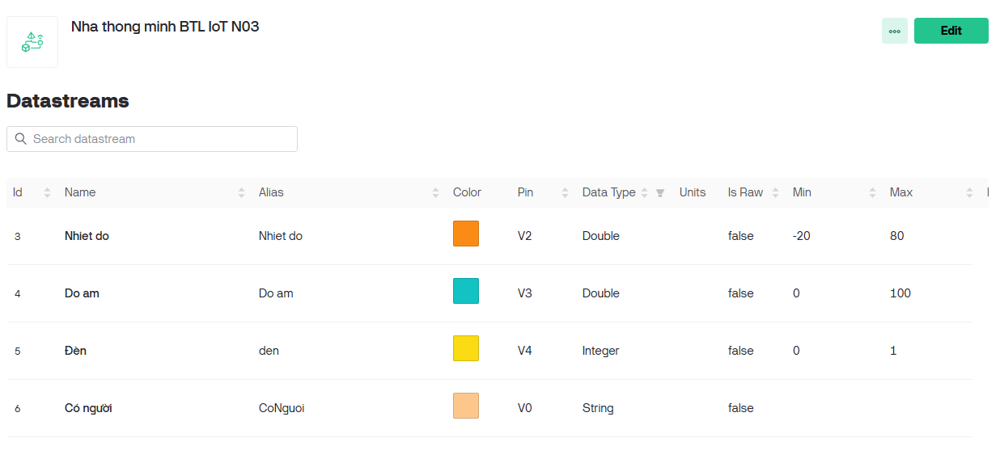 Nha thong minh BTL IoT N03
Edit
Datastreams
Search datastream
Id Name Alias Color Pin Data Type Units Is Raw Min Max
3 Nhiet do Nhiet do V2 Double false -20 80
4 Do am Do am V3 Double false 0 100
5 Đèn den V4 Integer false 0 1
6 Có người CoNguoi V0 String false